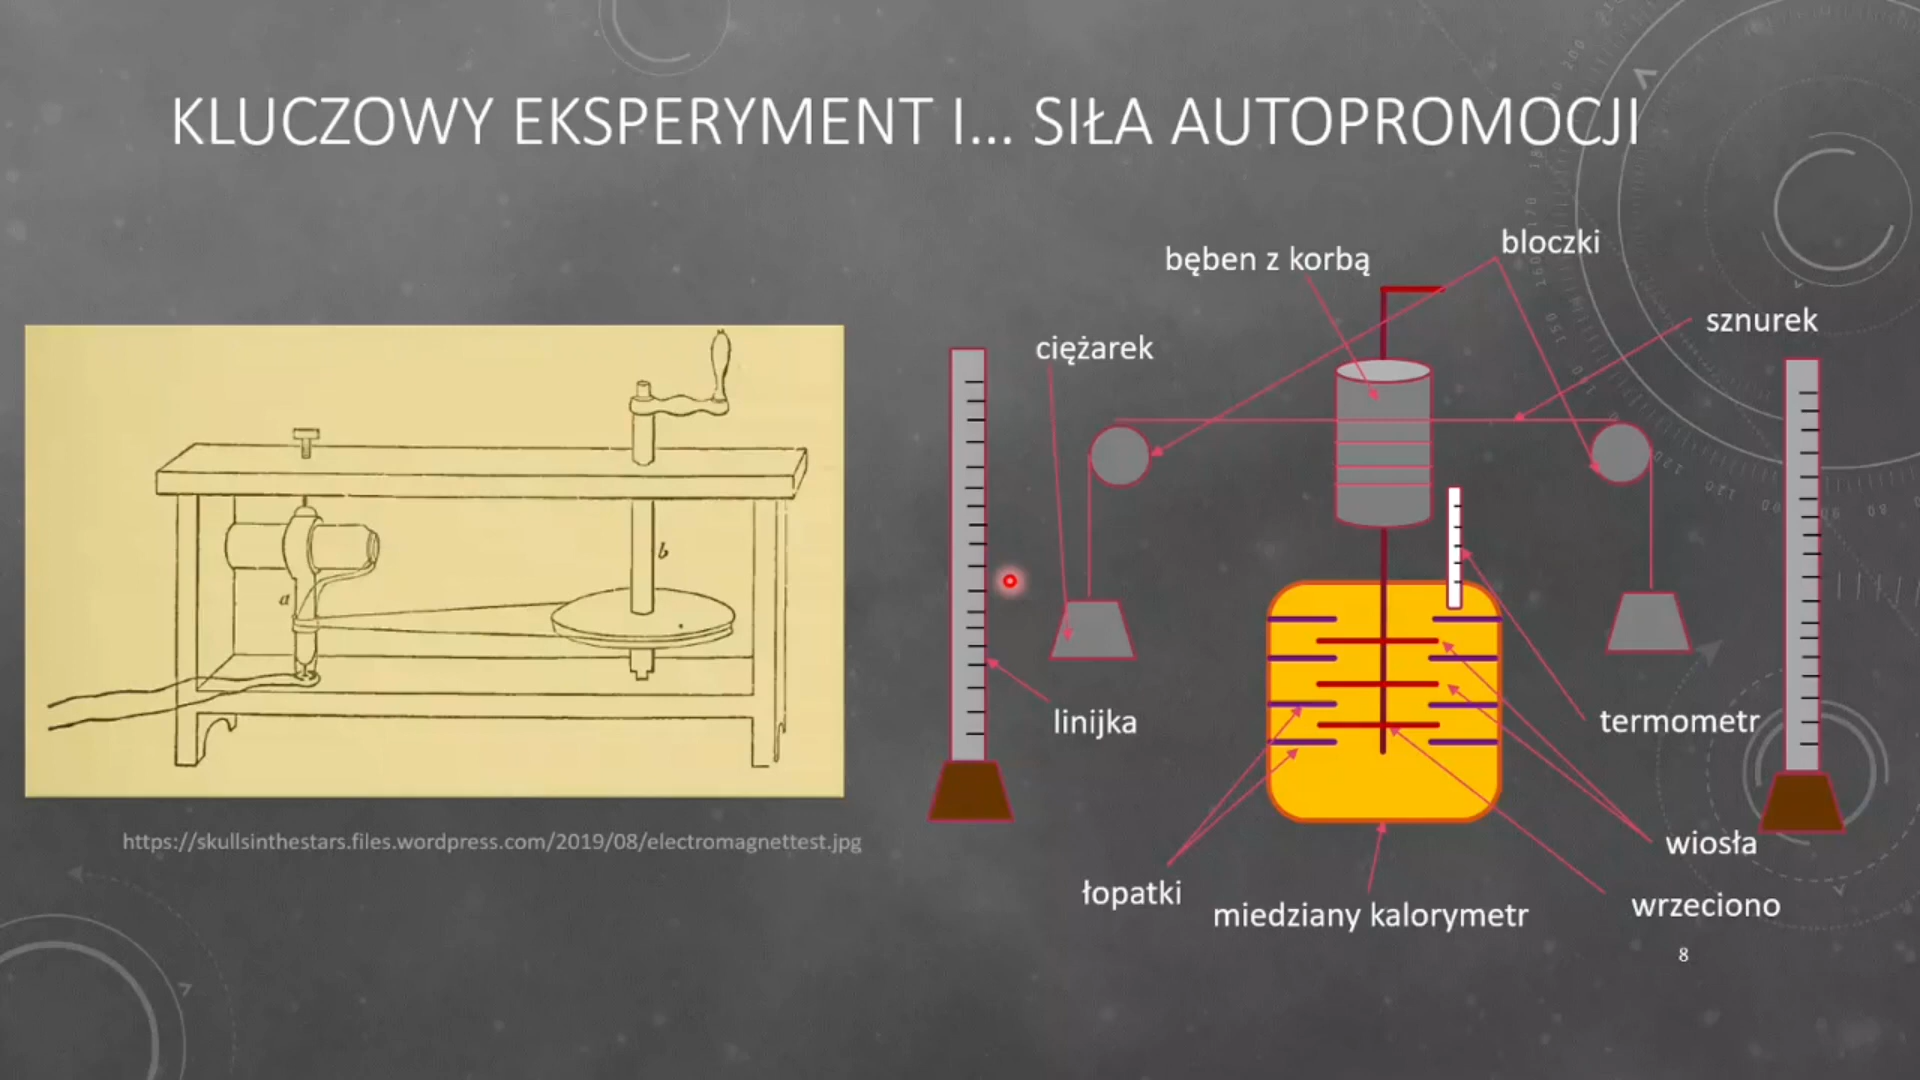 KLUCZOWY EKSPERYMENT I... SIŁA AUTOPROMOCJI
bloczki
bęben z korbą
sznurek
ciężarek
b
a
linijka
termometr
https://skullsinthestars.files.wordpress.com/2019/08/electromagnettest.jpg
wiosła
łopatki
miedziany kalorymetr
wrzeciono
8